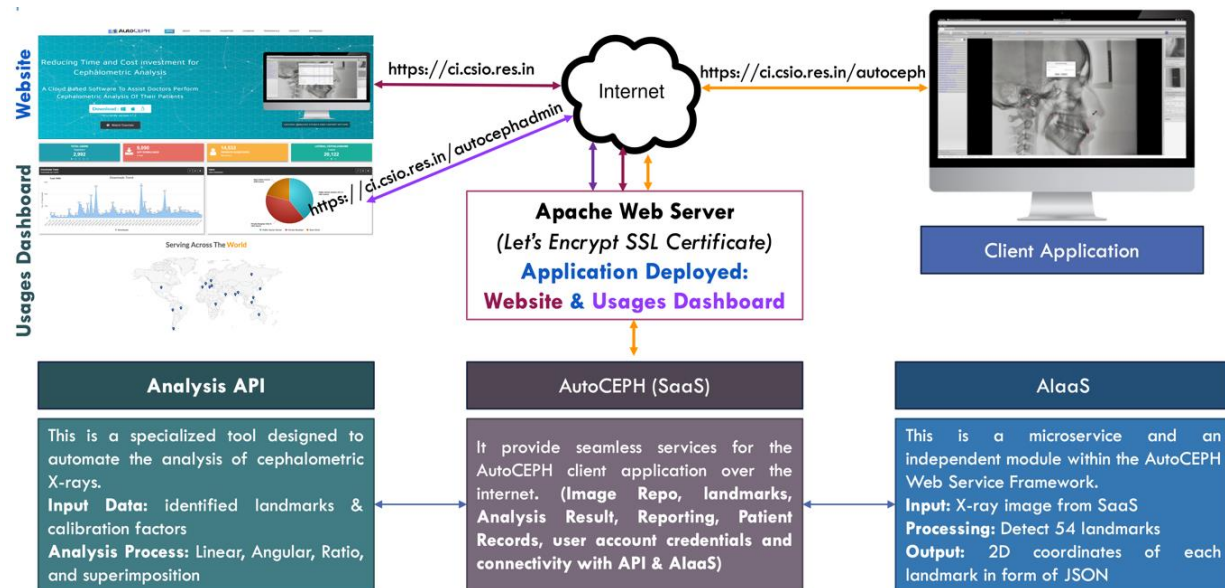 Website
AUTOCEPH
Reducing Time and Cost investment for
Cephalometric Analysis
A Cloud Based Software To Assist Doctors Perform
Cephalometric Analysis Of Their Patients
Download
https://ci.csio.res.in
https://ci.csio.res.in/autocephadmin
Internet
https://ci.csio.res.in/autoceph
Client Application
Usages Dashboard
2,902
Serving Across The World
Apache Web Server
(Let's Encrypt SSL Certificate)
Application Deployed:
Website & Usages Dashboard
Analysis API
This is a specialized tool designed to
automate the analysis of cephalometric
X-rays.
Input Data: identified landmarks &
calibration factors
Analysis Process: Linear, Angular, Ratio,
and superimposition
AutoCEPH (SaaS)
It provide seamless services for the
AutoCEPH client application over the
internet. (Image Repo, landmarks,
Analysis Result, Reporting, Patient
Records, user account credentials and
connectivity with API & AIaaS)
AIaaS
This is a microservice and an
independent module within the AutoCEPH
Web Service Framework.
Input: X-ray image from SaaS
Processing: Detect 54 landmarks
Output: 2D coordinates of each
landmark in form of JSON